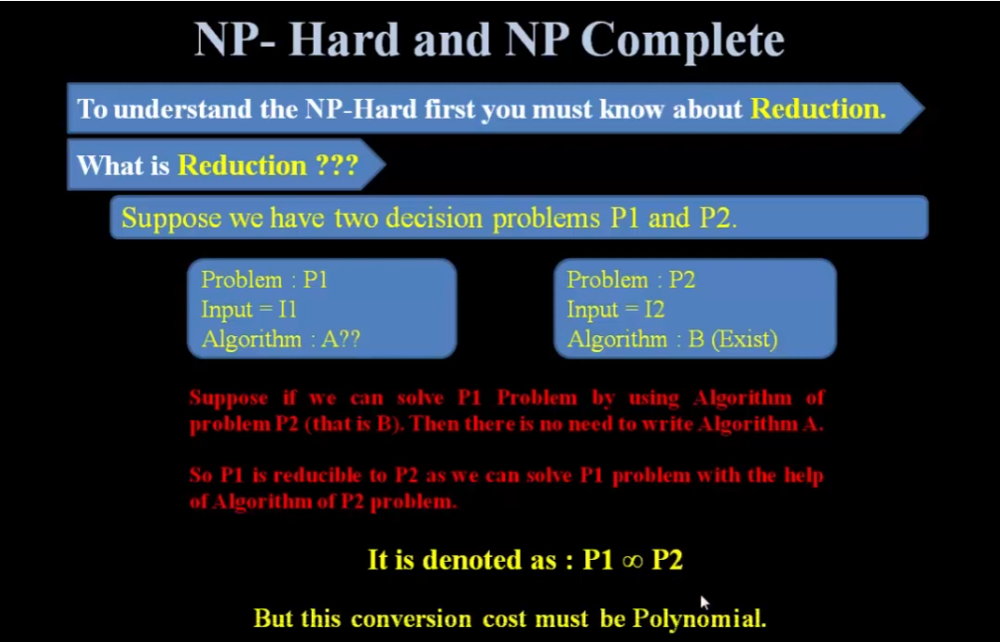 NP- Hard and NP Complete
To understand the NP-Hard first you must know about Reduction.
What is Reduction ???
Suppose we have two decision problems P1 and P2.
Problem : P1
Input = I1
Algorithm : A??
Problem : P2
Input = I2
Algorithm : B (Exist)
Suppose if we can solve P1 Problem by using Algorithm of
problem P2 (that is B). Then there is no need to write Algorithm A.
So P1 is reducible to P2 as we can solve P1 problem with the help
of Algorithm of P2 problem.
It is denoted as : P1 ∞ P2
But this conversion cost must be Polynomial.